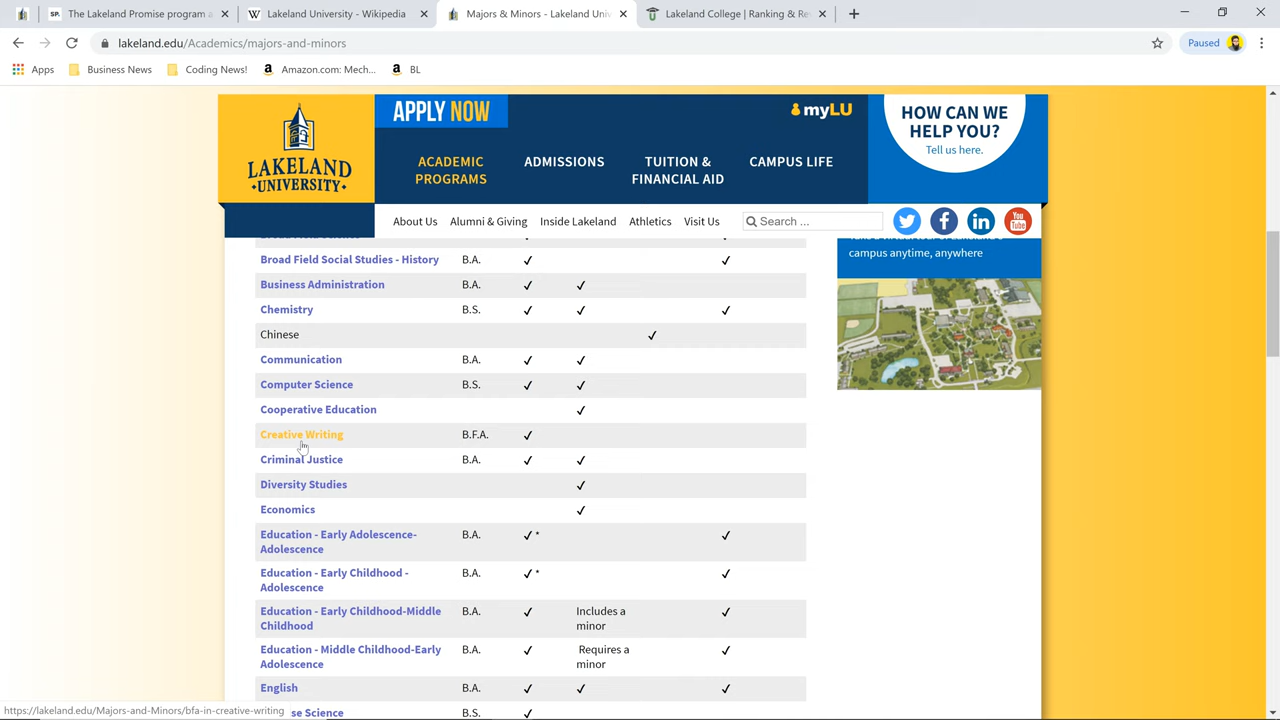 The Lakeland Promise program a
Lakeland University - Wikipedia
Majors & Minors - Lakeland Uni
Lakeland College | Ranking & Re
lakeland.edu/Academics/majors-and-minors
Paused
Apps
Business News
Coding News!
Amazon.com: Mech...
BL
LAKELAND
·UNIVERSITY·
APPLY NOW
myLU
HOW CAN WE
HELP YOU?
Tell us here.
ACADEMIC
PROGRAMS
ADMISSIONS
TUITION &
FINANCIAL AID
CAMPUS LIFE
About Us
Alumni & Giving
Inside Lakeland
Athletics
Visit Us
Search ...
You Tube
campus anytime, anywhere
Broad Field Social Studies - History B.A. ✓ ✓
Business Administration B.A. ✓ ✓
Chemistry B.S. ✓ ✓ ✓
Chinese ✓
Communication B.A. ✓ ✓
Computer Science B.S. ✓ ✓
Cooperative Education ✓
Creative Writing B.F.A. ✓
Criminal Justice B.A. ✓ ✓
Diversity Studies ✓
Economics ✓
Education - Early Adolescence- B.A. ✓ * ✓
Adolescence
Education - Early Childhood - B.A. ✓ * ✓
Adolescence
Education - Early Childhood-Middle B.A. ✓ Includes a ✓
Childhood minor
Education - Middle Childhood-Early B.A. ✓ Requires a ✓
Adolescence minor
English B.A. ✓ ✓ ✓
se Science B.S. ✓
https://lakeland.edu/Majors-and-Minors/bfa-in-creative-writing